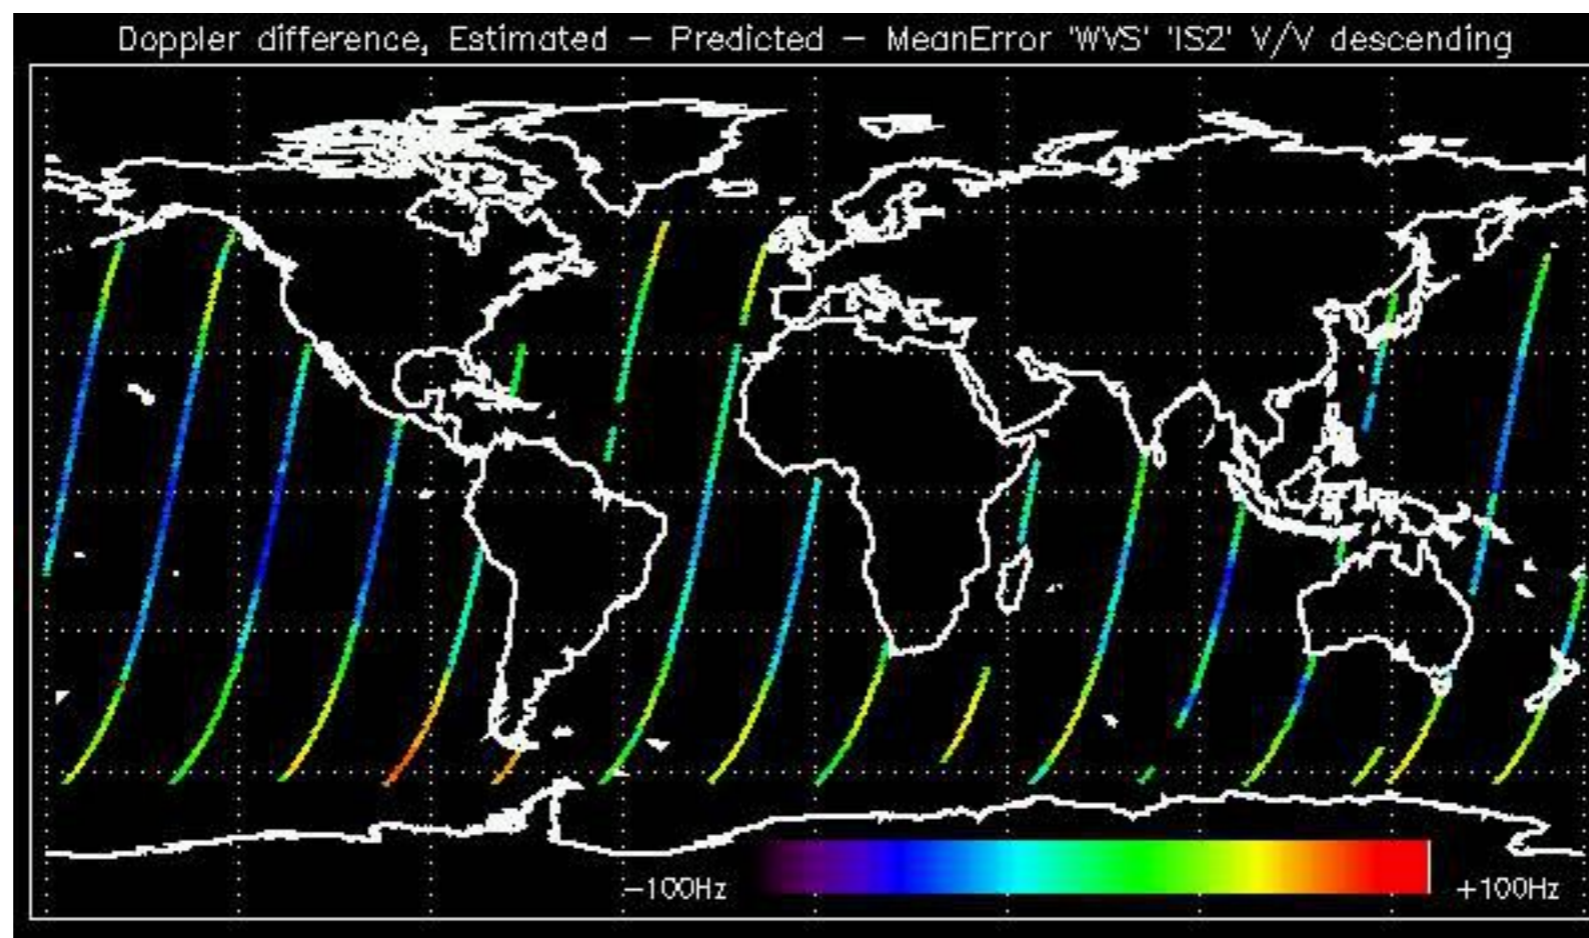 Doppler difference, Estimated – Predicted – MeanError 'WVS' 'IS2' V/V descending
−100Hz
+100Hz